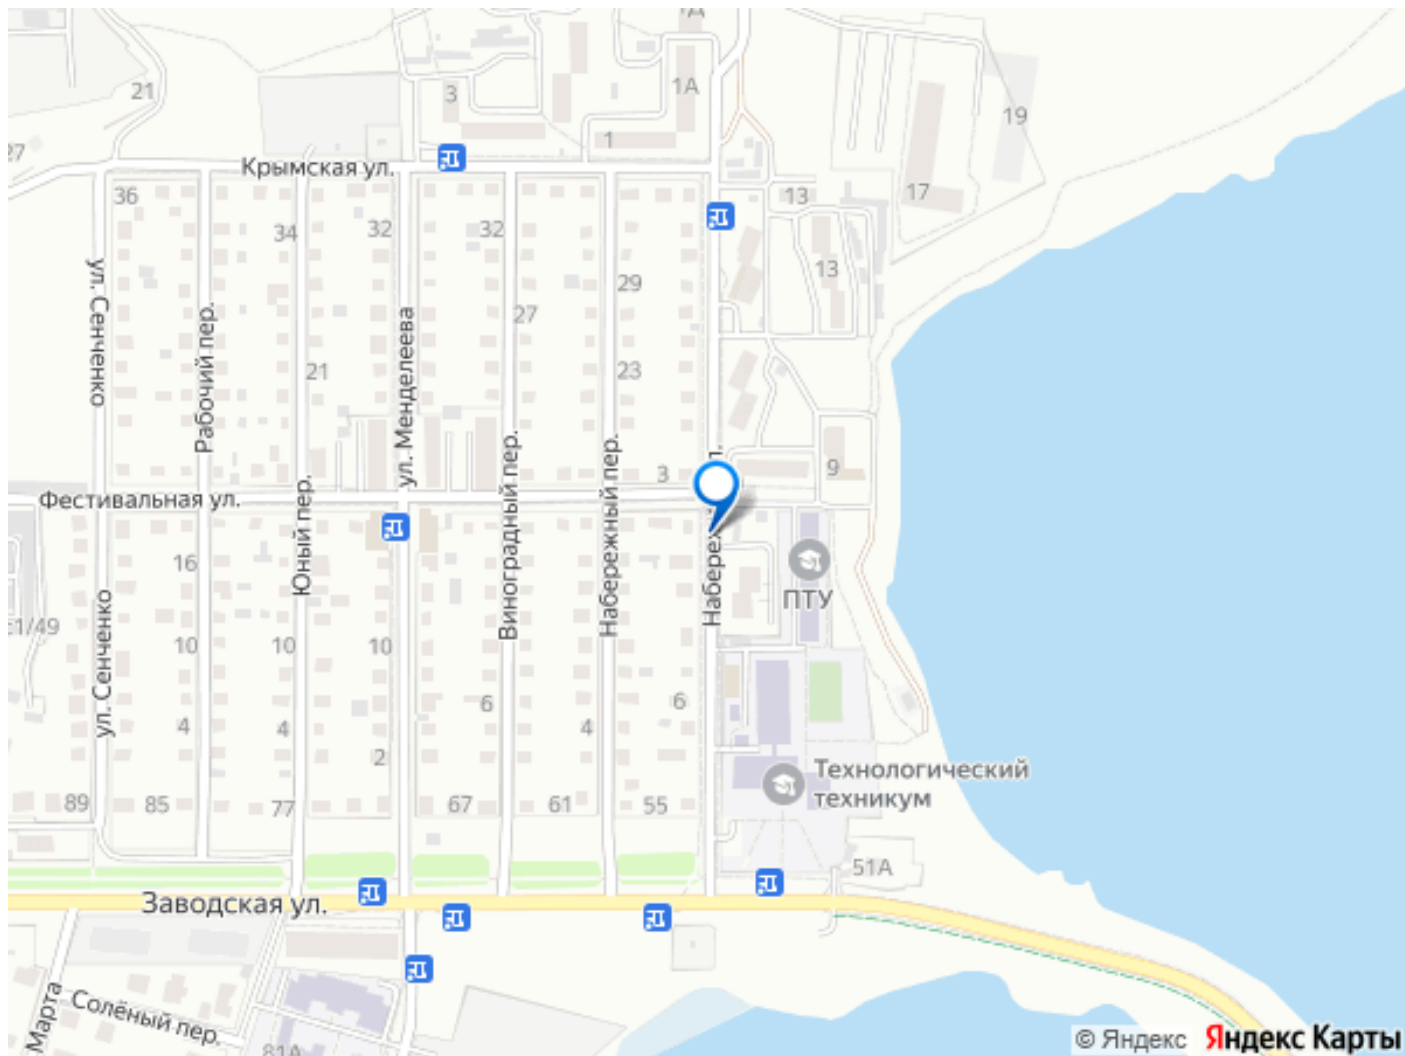 21
3
1А
1
19
27
Крымская ул.
36
34
32
32
13
17
29
13
27
23
21
ул. Сенченко
Рабочий пер.
ул. Менделеева
3
9
Фестивальная ул.
Юный пер.
Виноградный пер.
Набережный пер.
16
ПТУ
с1/49
10
10
10
ул. Сенченко
6
4
6
4
4
2
Технологический
техникум
89
85
77
67
61
55
51А
Заводская ул.
Марта
Солёный пер.
81А
© Яндекс
Яндекс Карты